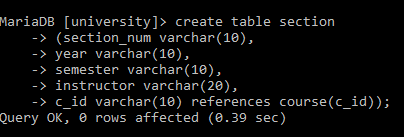 MariaDB [university]> create table section
-> (section_num varchar(10),
-> year varchar(10),
-> semester varchar(10),
-> instructor varchar(20),
-> c_id varchar(10) references course(c_id));
Query OK, 0 rows affected (0.39 sec)